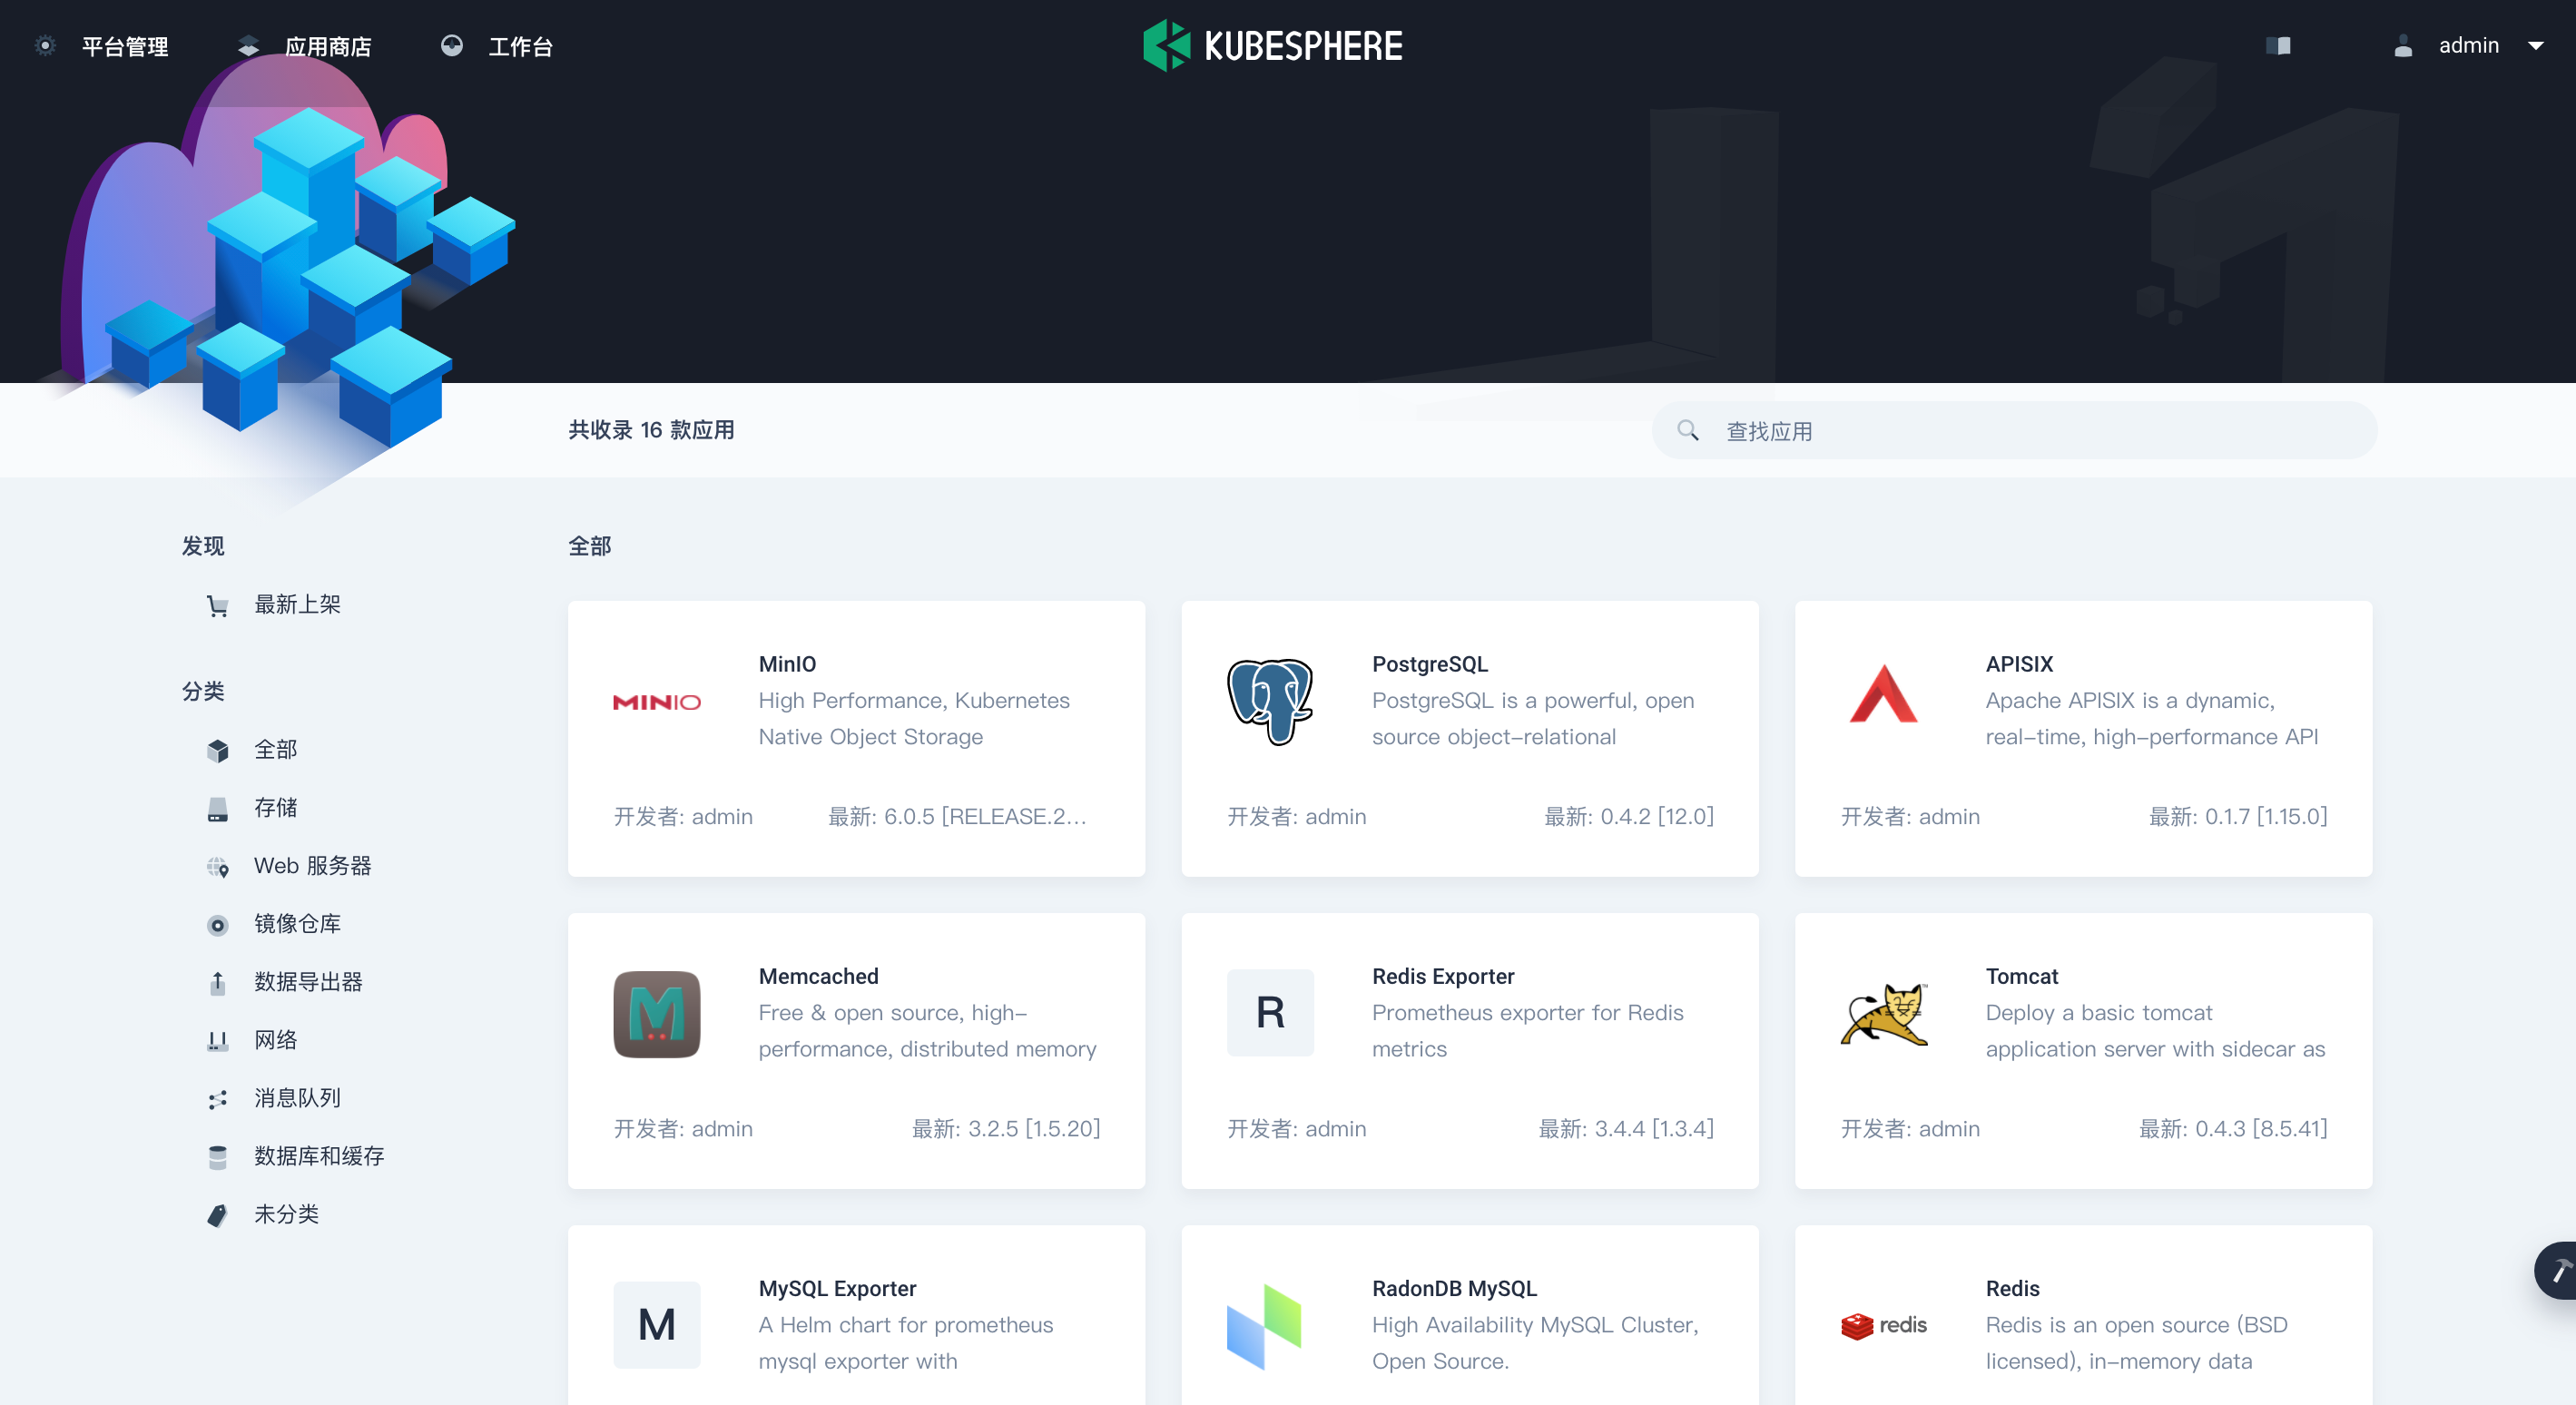 平台管理
应用商店
工作台
KUBESPHERE
admin
共收录 16 款应用
查找应用
发现
最新上架
分类
全部
存储
Web 服务器
镜像仓库
数据导出器
网络
消息队列
数据库和缓存
未分类
全部
MINIO
MinIO
High Performance, Kubernetes
Native Object Storage
开发者: admin
最新: 6.0.5 [RELEASE.2...
PostgreSQL
PostgreSQL is a powerful, open
source object-relational
开发者: admin
最新: 0.4.2 [12.0]
APISIX
Apache APISIX is a dynamic,
real-time, high-performance API
开发者: admin
最新: 0.1.7 [1.15.0]
M
Memcached
Free & open source, high-
performance, distributed memory
开发者: admin
最新: 3.2.5 [1.5.20]
R
Redis Exporter
Prometheus exporter for Redis
metrics
开发者: admin
最新: 3.4.4 [1.3.4]
Tomcat
Deploy a basic tomcat
application server with sidecar as
开发者: admin
最新: 0.4.3 [8.5.41]
M
MySQL Exporter
A Helm chart for prometheus
mysql exporter with
RadonDB MySQL
High Availability MySQL Cluster,
Open Source.
redis
Redis
Redis is an open source (BSD
licensed), in-memory data